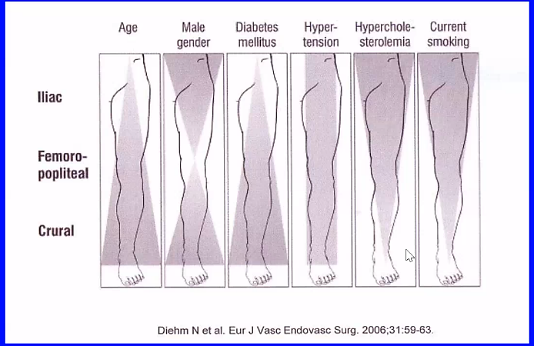 Age
Male
gender
Diabetes
mellitus
Hyper-
tension
Hyperchole-
sterolemia
Current
smoking
Iliac
Femoro-
popliteal
Crural
Diehm N et al. Eur J Vasc Endovasc Surg. 2006;31:59-63.